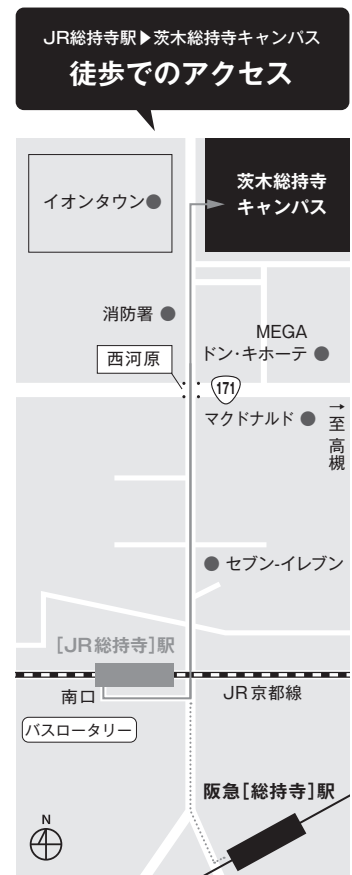 JR総持寺駅▶茨木総持寺キャンパス
徒歩でのアクセス
茨木総持寺
キャンパス
イオンタウン
消防署
MEGA
ドン・キホーテ
西河原
171
マクドナルド
→至高槻
セブン-イレブン
[JR総持寺]駅
南口
JR京都線
バスロータリー
阪急[総持寺]駅
N